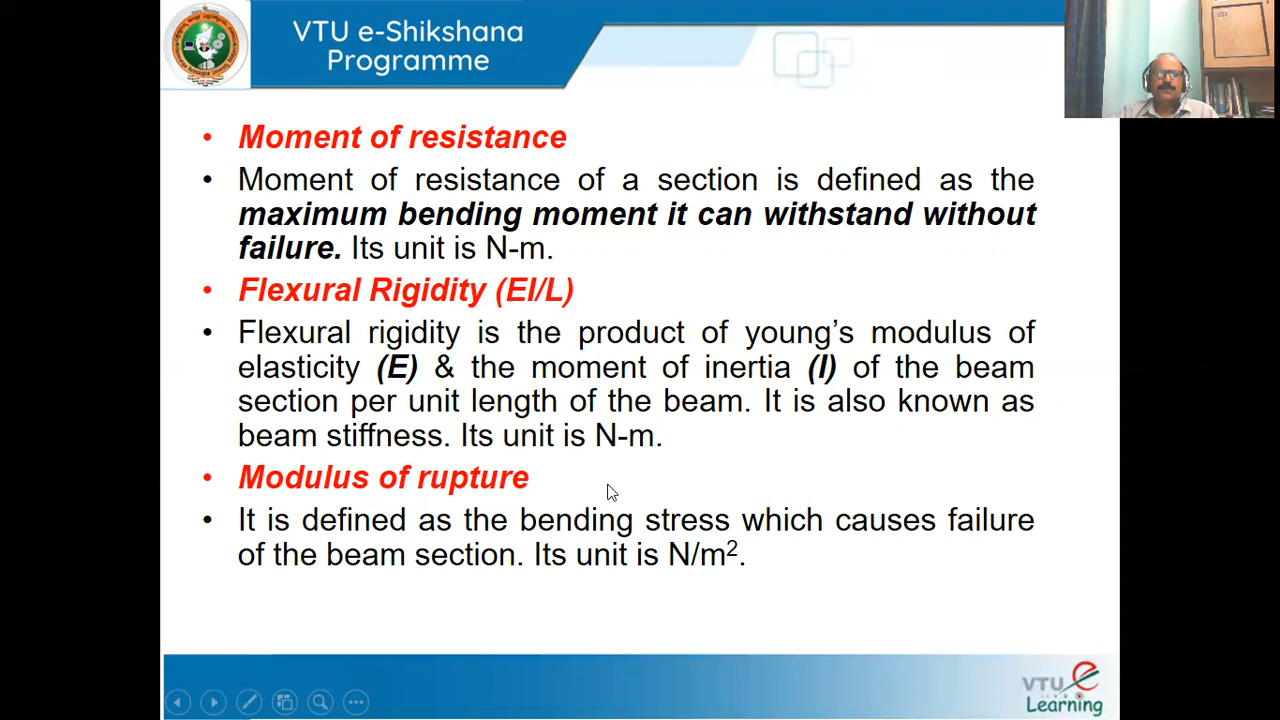 VTU e-Shikshana
Programme
• Moment of resistance
• Moment of resistance of a section is defined as the
maximum bending moment it can withstand without
failure. Its unit is N-m.
• Flexural Rigidity (EI/L)
• Flexural rigidity is the product of young's modulus of
elasticity (E) & the moment of inertia (I) of the beam
section per unit length of the beam. It is also known as
beam stiffness. Its unit is N-m.
• Modulus of rupture
• It is defined as the bending stress which causes failure
of the beam section. Its unit is N/m².
VTU e
Learning